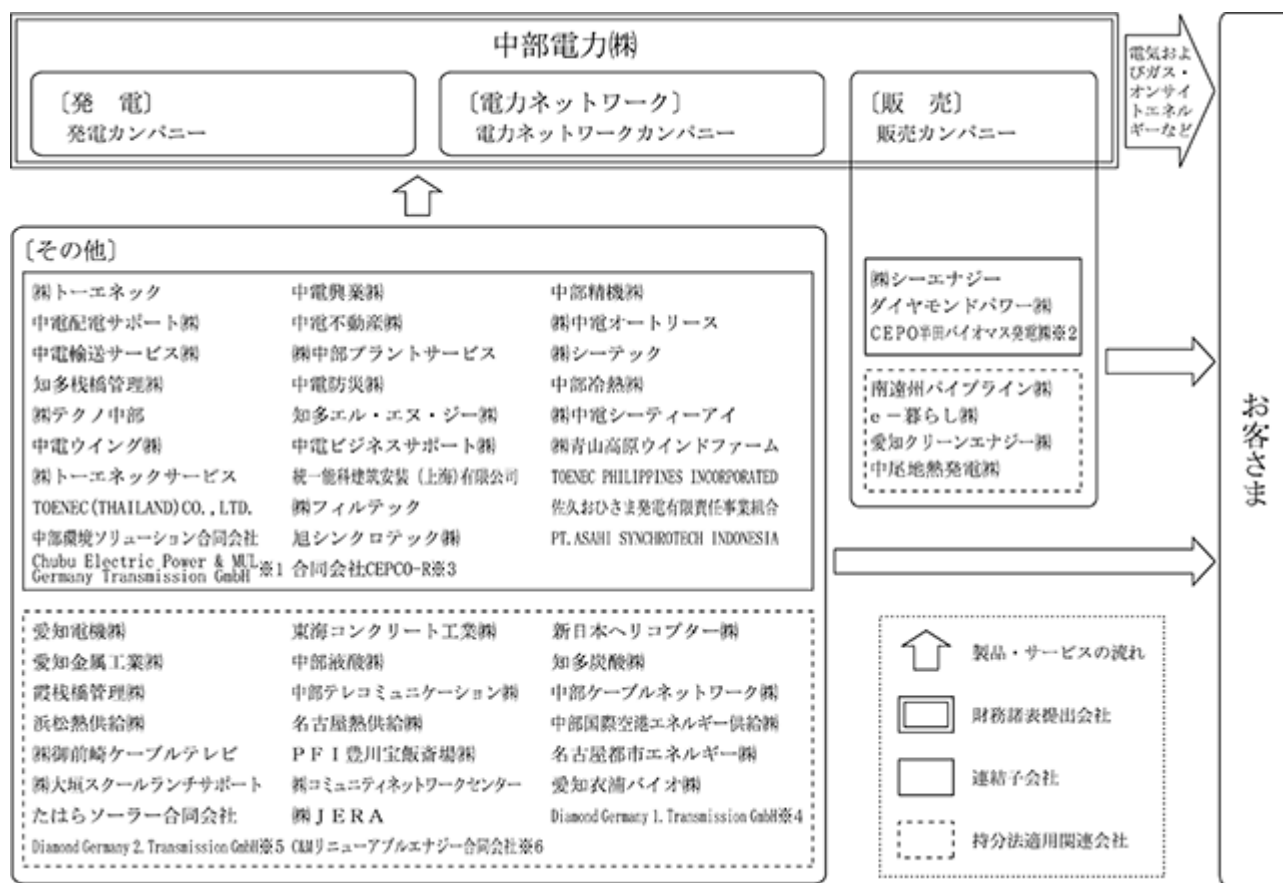 中部電力㈱
〔発　電〕
発電カンパニー
〔電力ネットワーク〕
電力ネットワークカンパニー
〔販　売〕
販売カンパニー
電気およ
びガス・
オンサイ
トエネル
ギーなど
お客さま
〔その他〕
㈱トーエネック　中電興業㈱　中部精機㈱
中電配電サポート㈱　中電不動産㈱　㈱中電オートリース
中電輸送サービス㈱　㈱中部プラントサービス　㈱シーテック
知多桟橋管理㈱　中電防災㈱　中部冷熱㈱
㈱テクノ中部　知多エル・エヌ・ジー㈱　㈱中電シーティーアイ
中電ウイング㈱　中電ビジネスサポート㈱　㈱青山高原ウインドファーム
㈱トーエネックサービス　統一能科建筑安装（上海）有限公司　TOENEC PHILIPPINES INCORPORATED
TOENEC(THAILAND)CO.,LTD.　㈱フィルテック　佐久おひさま発電有限責任事業組合
中部環境ソリューション合同会社　旭シンクロテック㈱　PT.ASAHI SYNCHROTECH INDONESIA
Chubu Electric Power & MUL
Germany Transmission GmbH※1　合同会社CEPCO-R※3
愛知電機㈱　東海コンクリート工業㈱　新日本ヘリコプター㈱
愛知金属工業㈱　中部液酸㈱　知多炭酸㈱
霞桟橋管理㈱　中部テレコミュニケーション㈱　中部ケーブルネットワーク㈱
浜松熱供給㈱　名古屋熱供給㈱　中部国際空港エネルギー供給㈱
㈱御前崎ケーブルテレビ　ＰＦＩ豊川宝飯斎場㈱　名古屋都市エネルギー㈱
㈱大垣スクールランチサポート　㈱コミュニティネットワークセンター　愛知衣浦バイオ㈱
たはらソーラー合同会社　㈱ＪＥＲＡ　Diamond Germany 1. Transmission GmbH※4
Diamond Germany 2. Transmission GmbH※5　C&Mリニューアブルエナジー合同会社※6
㈱シーエナジー
ダイヤモンドパワー㈱
CEPO半田バイオマス発電㈱※2
南遠州パイプライン㈱
ｅ－暮らし㈱
愛知クリーンエナジー㈱
中尾地熱発電㈱
製品・サービスの流れ
財務諸表提出会社
連結子会社
持分法適用関連会社